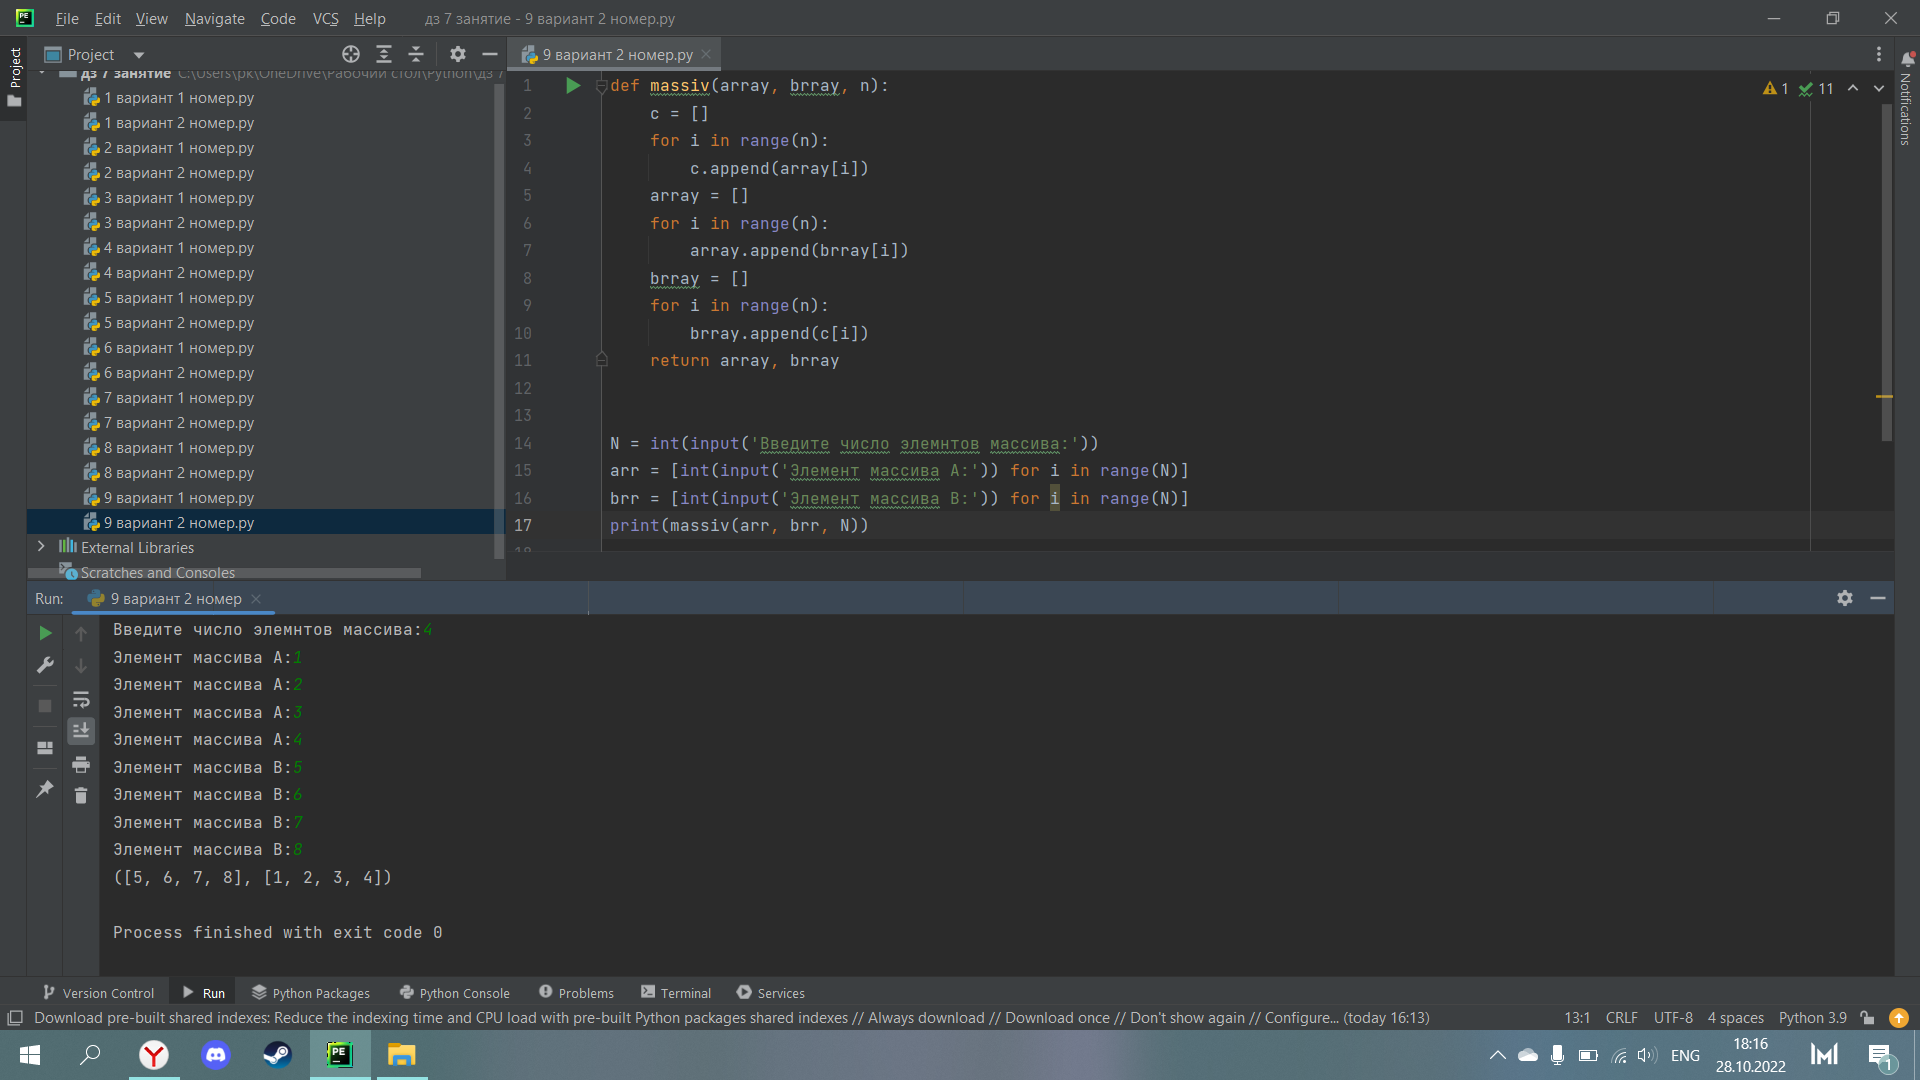 File Edit View Navigate Code VCS Help дз 7 занятие - 9 вариант 2 номер.py
Project
дз 7 занятие C:\Users\pk\OneDrive\Рабочий стол\Python\дз 7
1 вариант 1 номер.py
1 вариант 2 номер.py
2 вариант 1 номер.py
2 вариант 2 номер.py
3 вариант 1 номер.py
3 вариант 2 номер.py
4 вариант 1 номер.py
4 вариант 2 номер.py
5 вариант 1 номер.py
5 вариант 2 номер.py
6 вариант 1 номер.py
6 вариант 2 номер.py
7 вариант 1 номер.py
7 вариант 2 номер.py
8 вариант 1 номер.py
8 вариант 2 номер.py
9 вариант 1 номер.py
9 вариант 2 номер.py
External Libraries
Scratches and Consoles
Project
9 вариант 2 номер.py
1 def massiv(array, brray, n):
2 c = []
3 for i in range(n):
4 c.append(array[i])
5 array = []
6 for i in range(n):
7 array.append(brray[i])
8 brray = []
9 for i in range(n):
10 brray.append(c[i])
11 return array, brray
12
13
14 N = int(input('Введите число элемнтов массива:'))
15 arr = [int(input('Элемент массива A:')) for i in range(N)]
16 brr = [int(input('Элемент массива B:')) for i in range(N)]
17 print(massiv(arr, brr, N))
18
1 11
Notifications
Run: 9 вариант 2 номер
Введите число элемнтов массива:4
Элемент массива A:1
Элемент массива A:2
Элемент массива A:3
Элемент массива A:4
Элемент массива B:5
Элемент массива B:6
Элемент массива B:7
Элемент массива B:8
([5, 6, 7, 8], [1, 2, 3, 4])
Process finished with exit code 0
Version Control Run Python Packages Python Console Problems Terminal Services
Download pre-built shared indexes: Reduce the indexing time and CPU load with pre-built Python packages shared indexes // Always download // Download once // Don't show again // Configure... (today 16:13) 13:1 CRLF UTF-8 4 spaces Python 3.9
ENG
18:16
28.10.2022
1